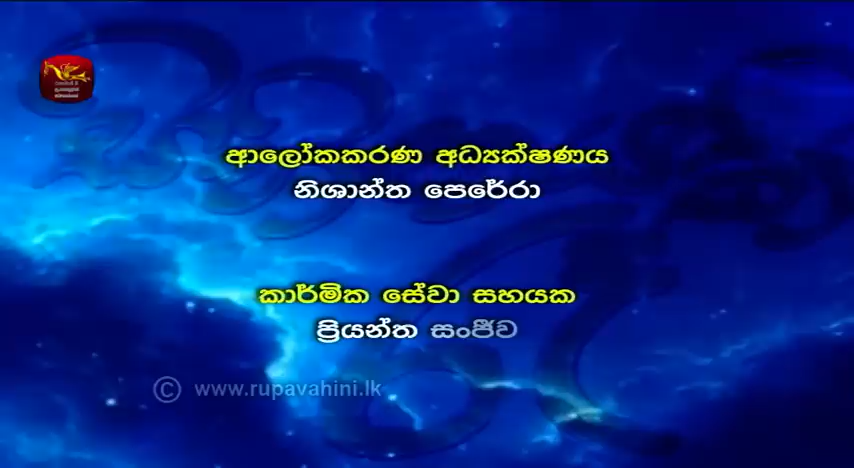 ආලෝකකරණ අධ්‍යක්ෂණය
නිශාන්ත පෙරේරා
කාර්මික සේවා සහයක
ප්‍රියන්ත සංජීව
© www.rupavahini.lk